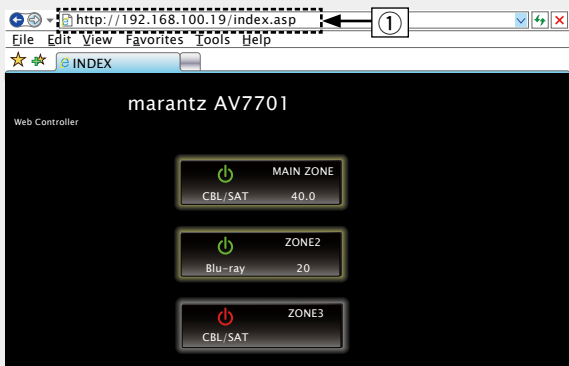 http://192.168.100.19/index.asp
①
File Edit View Favorites Tools Help
INDEX
marantz AV7701
Web Controller
MAIN ZONE
CBL/SAT 40.0
ZONE2
Blu-ray 20
ZONE3
CBL/SAT